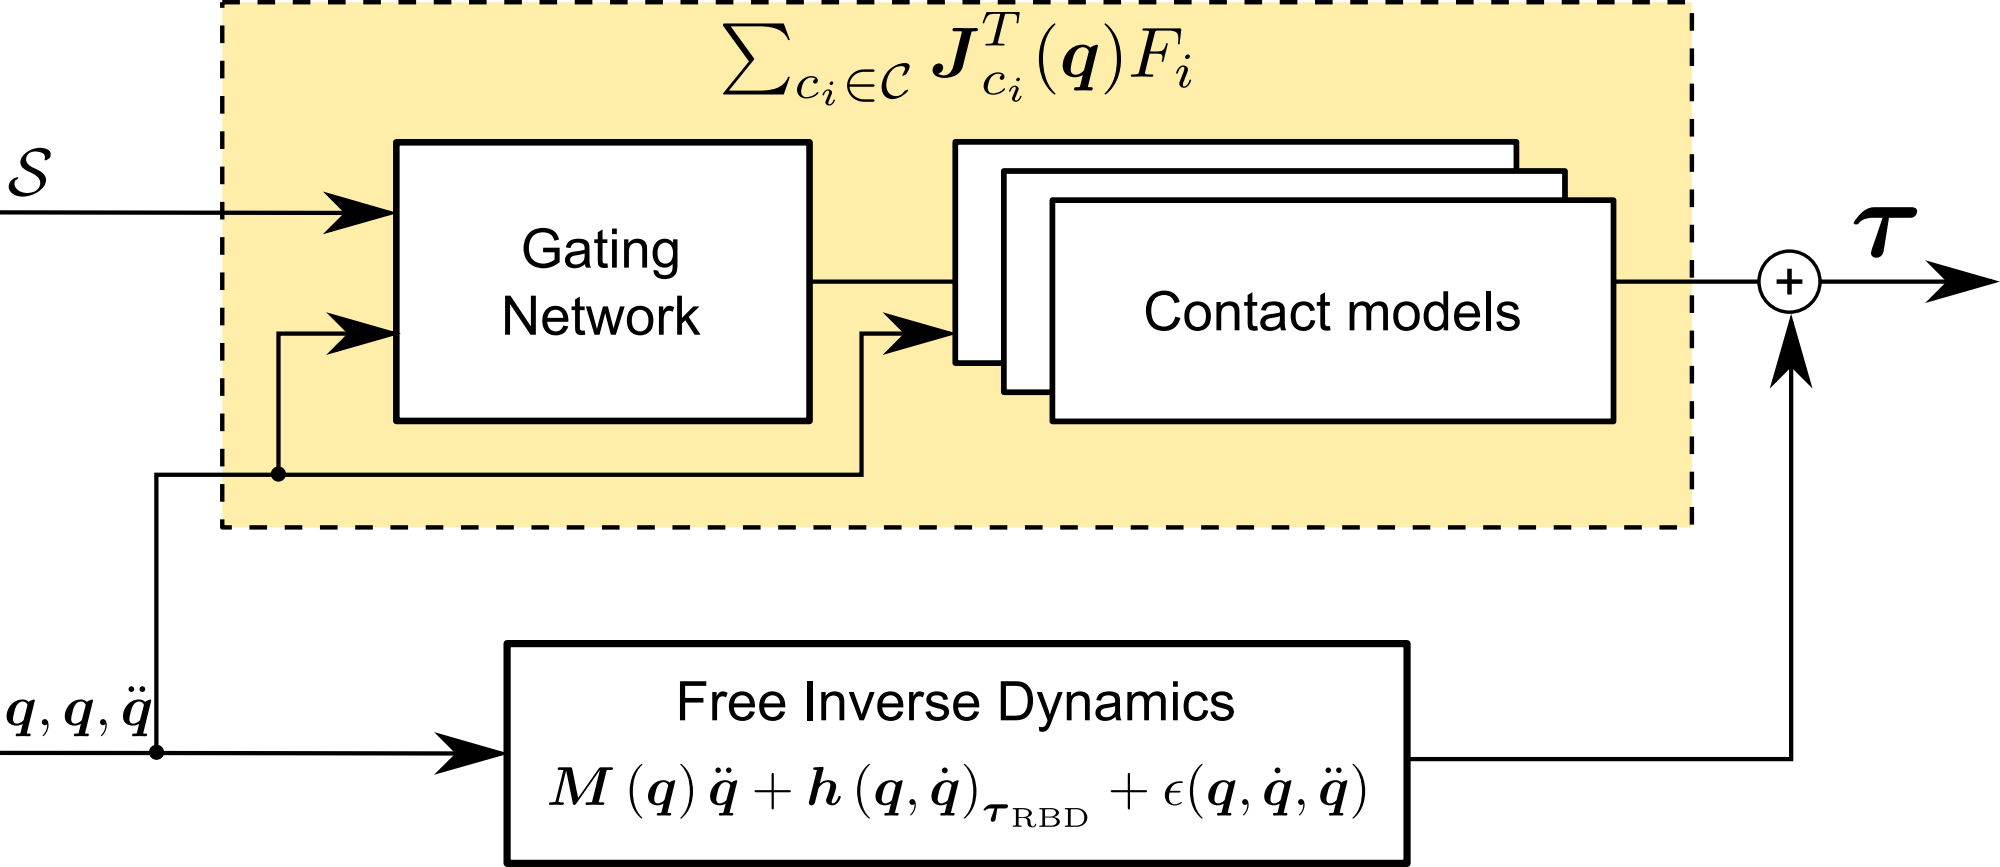 ∑_{c_i∈𝒞} J^T_{c_i}(q)F_i
𝒮
Gating
Network
Contact models
+
τ
q, q, q̈
Free Inverse Dynamics
M (q) q̈ + h (q, q̇)_{τ_RBD} + ϵ(q, q̇, q̈)